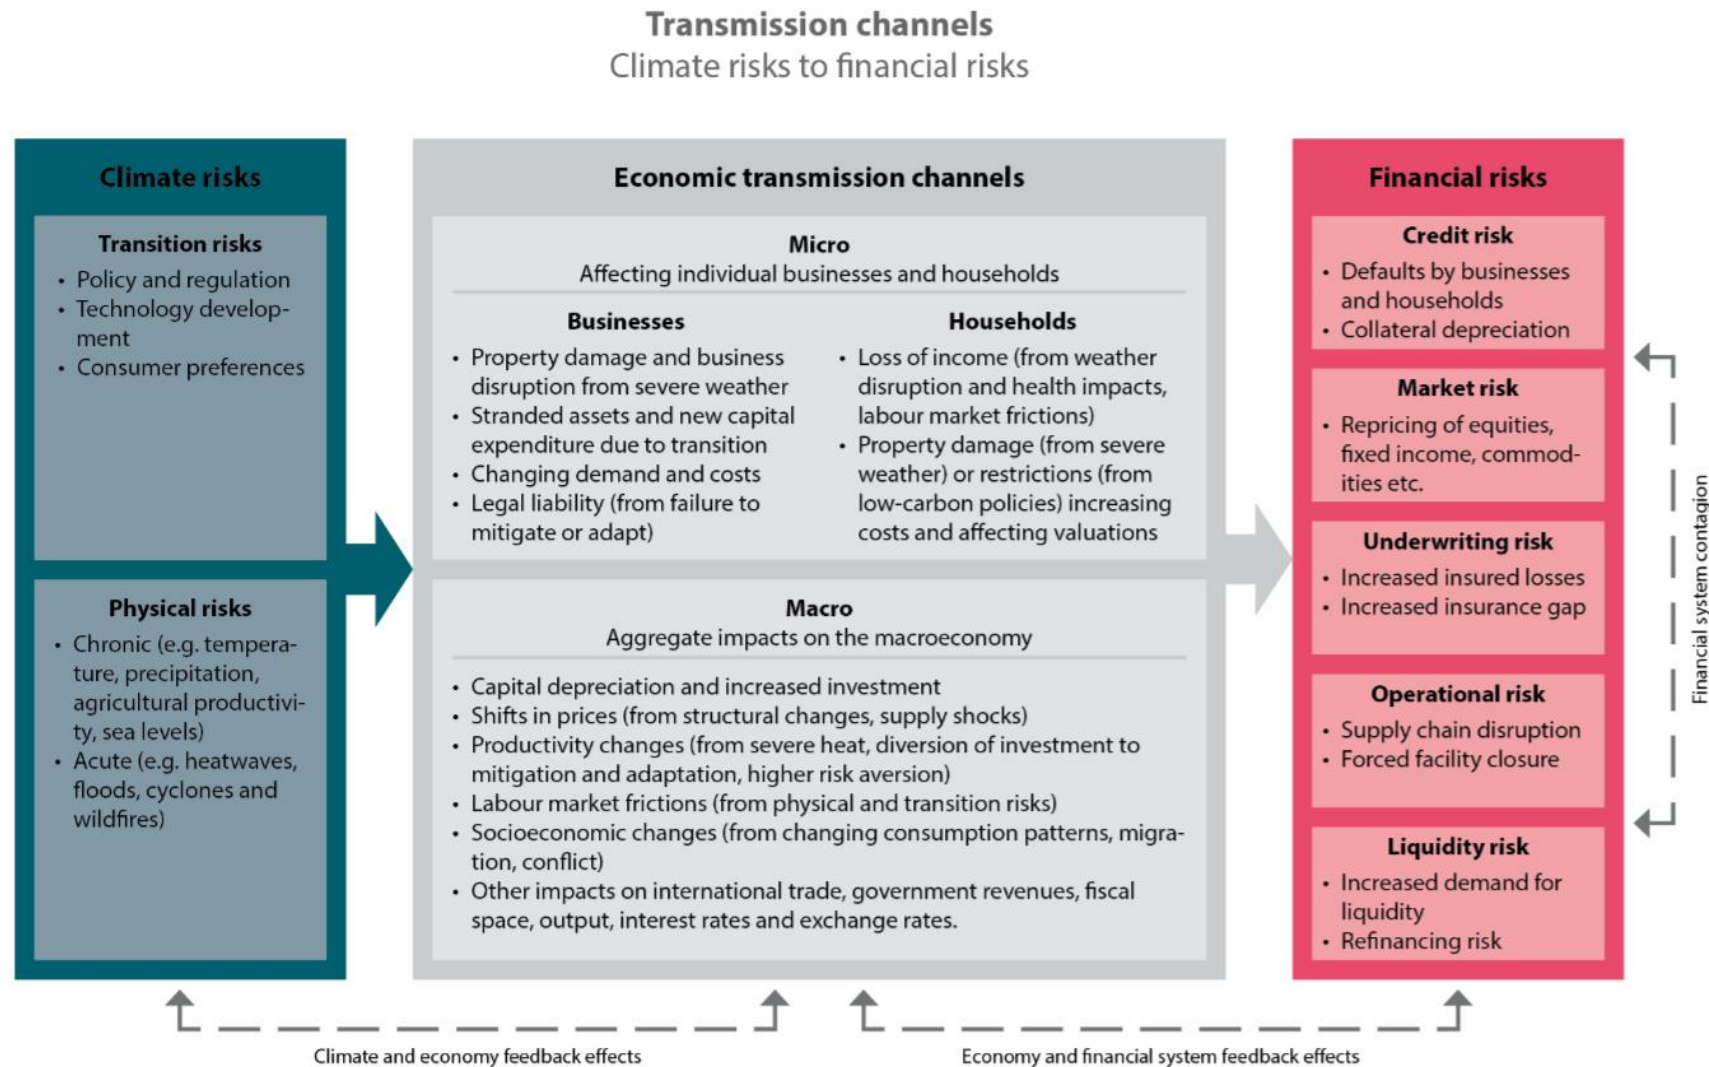 Transmission channels
Climate risks to financial risks
Climate risks
Transition risks
• Policy and regulation
• Technology develop-
ment
• Consumer preferences
Physical risks
• Chronic (e.g. tempera-
ture, precipitation,
agricultural productivi-
ty, sea levels)
• Acute (e.g. heatwaves,
floods, cyclones and
wildfires)
Economic transmission channels
Micro
Affecting individual businesses and households
Businesses
• Property damage and business
disruption from severe weather
• Stranded assets and new capital
expenditure due to transition
• Changing demand and costs
• Legal liability (from failure to
mitigate or adapt)
Households
• Loss of income (from weather
disruption and health impacts,
labour market frictions)
• Property damage (from severe
weather) or restrictions (from
low-carbon policies) increasing
costs and affecting valuations
Macro
Aggregate impacts on the macroeconomy
• Capital depreciation and increased investment
• Shifts in prices (from structural changes, supply shocks)
• Productivity changes (from severe heat, diversion of investment to
mitigation and adaptation, higher risk aversion)
• Labour market frictions (from physical and transition risks)
• Socioeconomic changes (from changing consumption patterns, migra-
tion, conflict)
• Other impacts on international trade, government revenues, fiscal
space, output, interest rates and exchange rates.
Financial risks
Credit risk
• Defaults by businesses
and households
• Collateral depreciation
Market risk
• Repricing of equities,
fixed income, commod-
ities etc.
Underwriting risk
• Increased insured losses
• Increased insurance gap
Operational risk
• Supply chain disruption
• Forced facility closure
Liquidity risk
• Increased demand for
liquidity
• Refinancing risk
Financial system contagion
Climate and economy feedback effects
Economy and financial system feedback effects